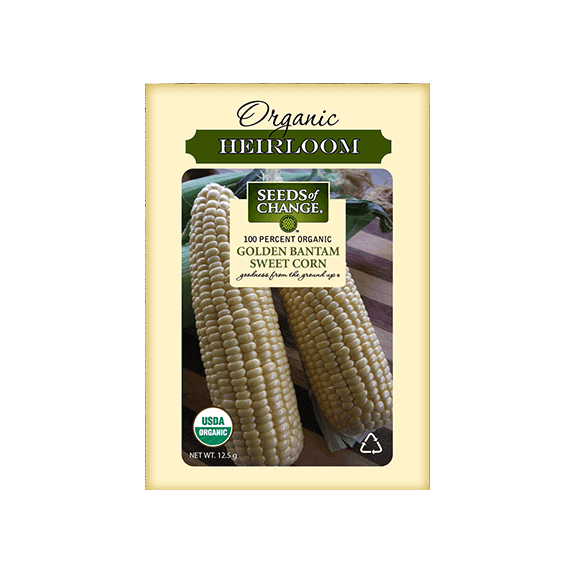 Organic
HEIRLOOM
SEEDS of
CHANGE®
™
100 PERCENT ORGANIC
GOLDEN BANTAM
SWEET CORN
goodness from the ground up®
USDA
ORGANIC
NET WT. 12.5 g